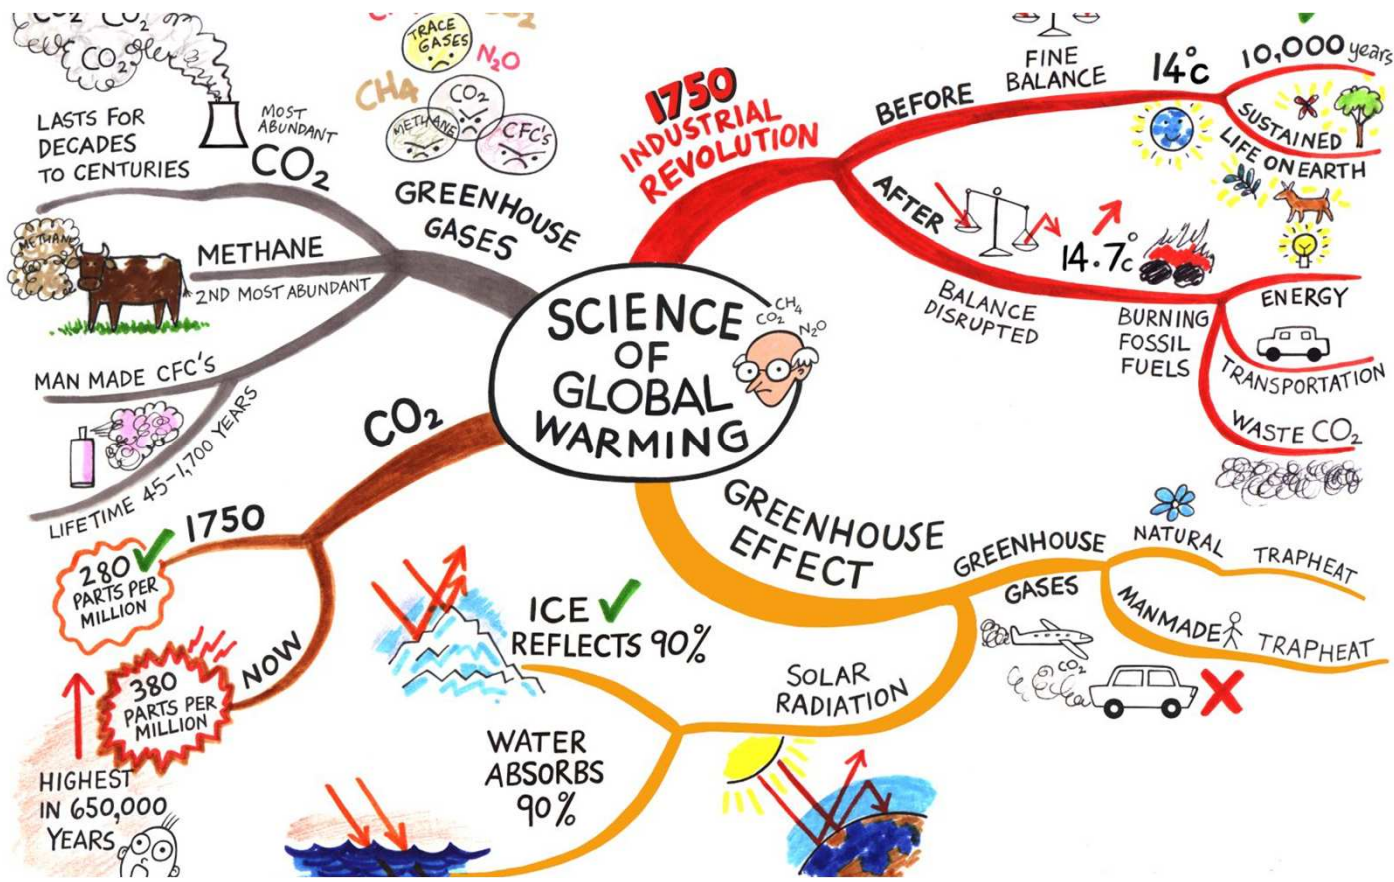 SCIENCE
OF
GLOBAL
WARMING
CH4
CO2
N2O
1750
INDUSTRIAL
REVOLUTION
BEFORE
FINE
BALANCE
14°c
10,000 years
SUSTAINED
LIFE ON EARTH
AFTER
BALANCE
DISRUPTED
14.7°c
BURNING
FOSSIL
FUELS
ENERGY
TRANSPORTATION
WASTE CO2
GREENHOUSE
EFFECT
GREENHOUSE
GASES
NATURAL
TRAPHEAT
MANMADE
TRAPHEAT
CO2
SOLAR
RADIATION
ICE
REFLECTS 90%
WATER
ABSORBS
90%
CO2
1750
280
PARTS PER
MILLION
NOW
380
PARTS PER
MILLION
HIGHEST
IN 650,000
YEARS
GREENHOUSE
GASES
TRACE
GASES
N2O
CH4
CO2
METHANE
CFC'S
CO2
CO2
CO2
MOST
ABUNDANT
CO2
LASTS FOR
DECADES
TO CENTURIES
METHANE
METHANE
2ND MOST ABUNDANT
MAN MADE CFC'S
LIFETIME 45-1,700 YEARS